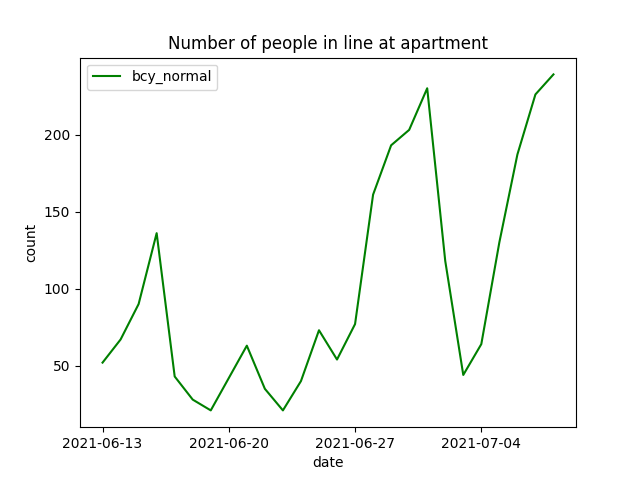 Number of people in line at apartment
bcy_normal
count
200
150
100
50
2021-06-13 2021-06-20 2021-06-27 2021-07-04
date